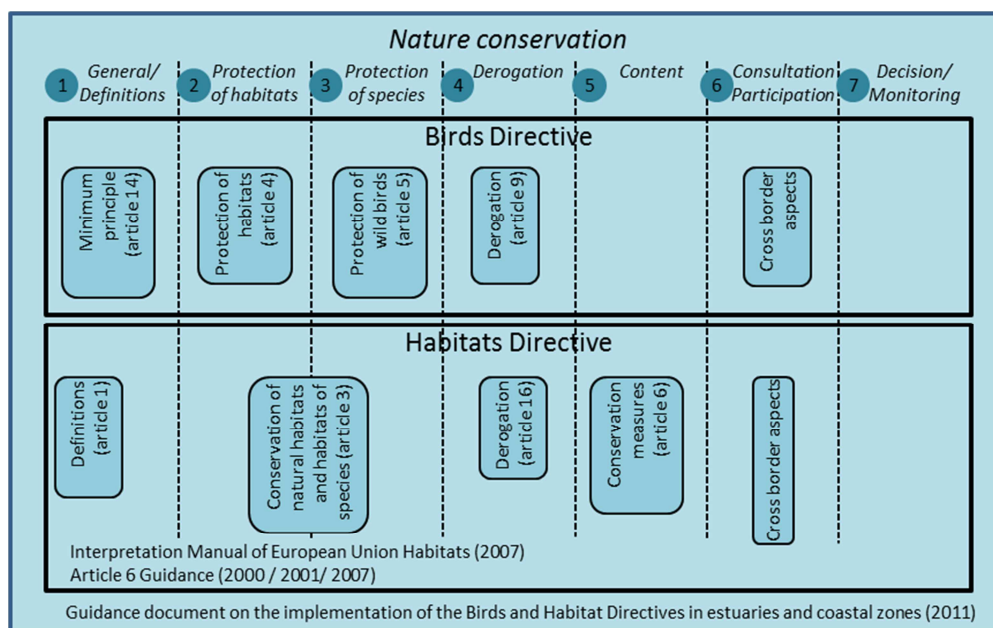 Nature conservation
1 General/
Definitions
2 Protection
of habitats
3 Protection
of species
4 Derogation
5 Content
6 Consultation
Participation
7 Decision/
Monitoring
Birds Directive
Minimum
principle
(article 14)
Protection of
habitats
(article 4)
Protection of
wild birds
(article 5)
Derogation
(article 9)
Cross border
aspects
Habitats Directive
Definitions
(article 1)
Conservation of
natural habitats
and habitats of
species (article 3)
Derogation
(article 16)
Conservation
measures
(article 6)
Cross border aspects
Interpretation Manual of European Union Habitats (2007)
Article 6 Guidance (2000 / 2001/ 2007)
Guidance document on the implementation of the Birds and Habitat Directives in estuaries and coastal zones (2011)